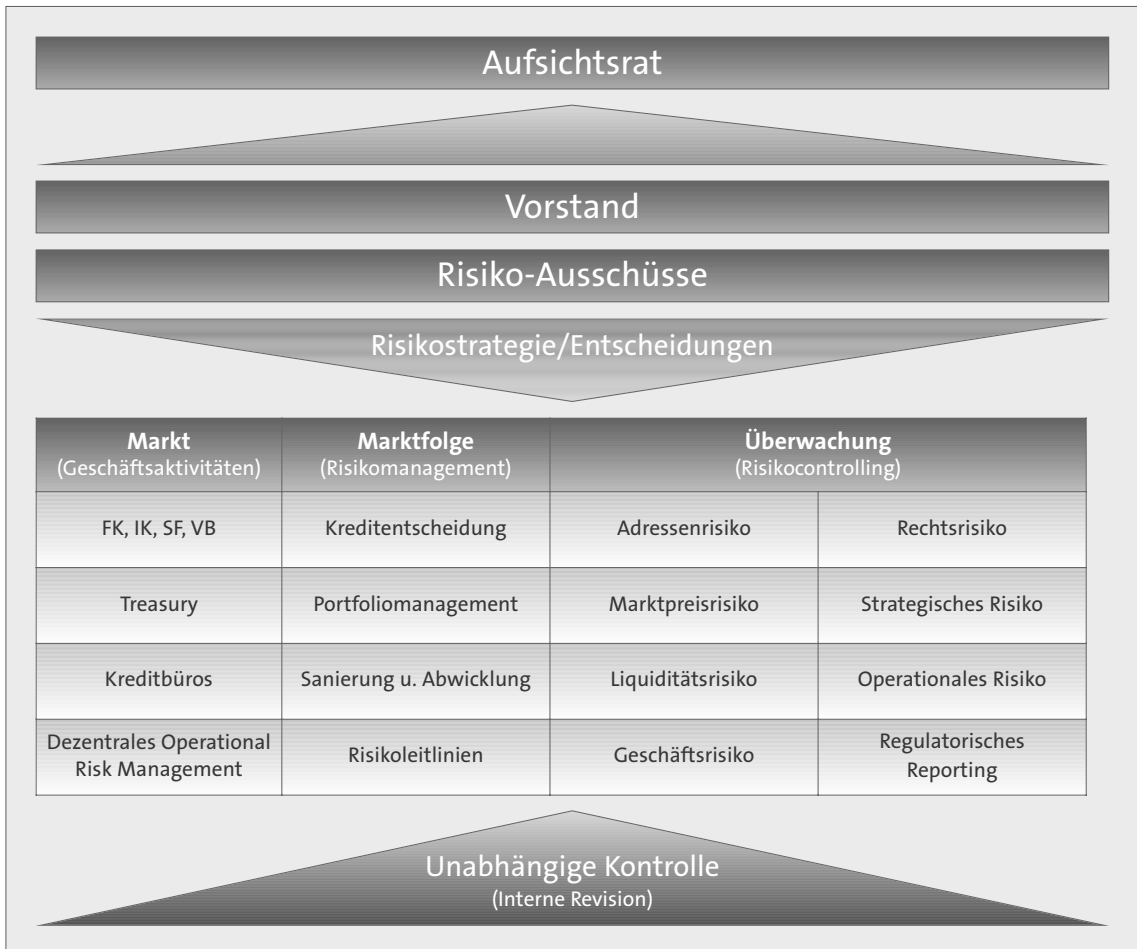 Aufsichtsrat
Vorstand
Risiko-Ausschüsse
Risikostrategie/Entscheidungen
Markt
(Geschäftsaktivitäten)
Marktfolge
(Risikomanagement)
Überwachung
(Risikocontrolling)
FK, IK, SF, VB
Kreditentscheidung
Adressenrisiko
Rechtsrisiko
Treasury
Portfoliomanagement
Marktpreisrisiko
Strategisches Risiko
Kreditbüros
Sanierung u. Abwicklung
Liquiditätsrisiko
Operationales Risiko
Dezentrales Operational
Risk Management
Risikoleitlinien
Geschäftsrisiko
Regulatorisches
Reporting
Unabhängige Kontrolle
(Interne Revision)